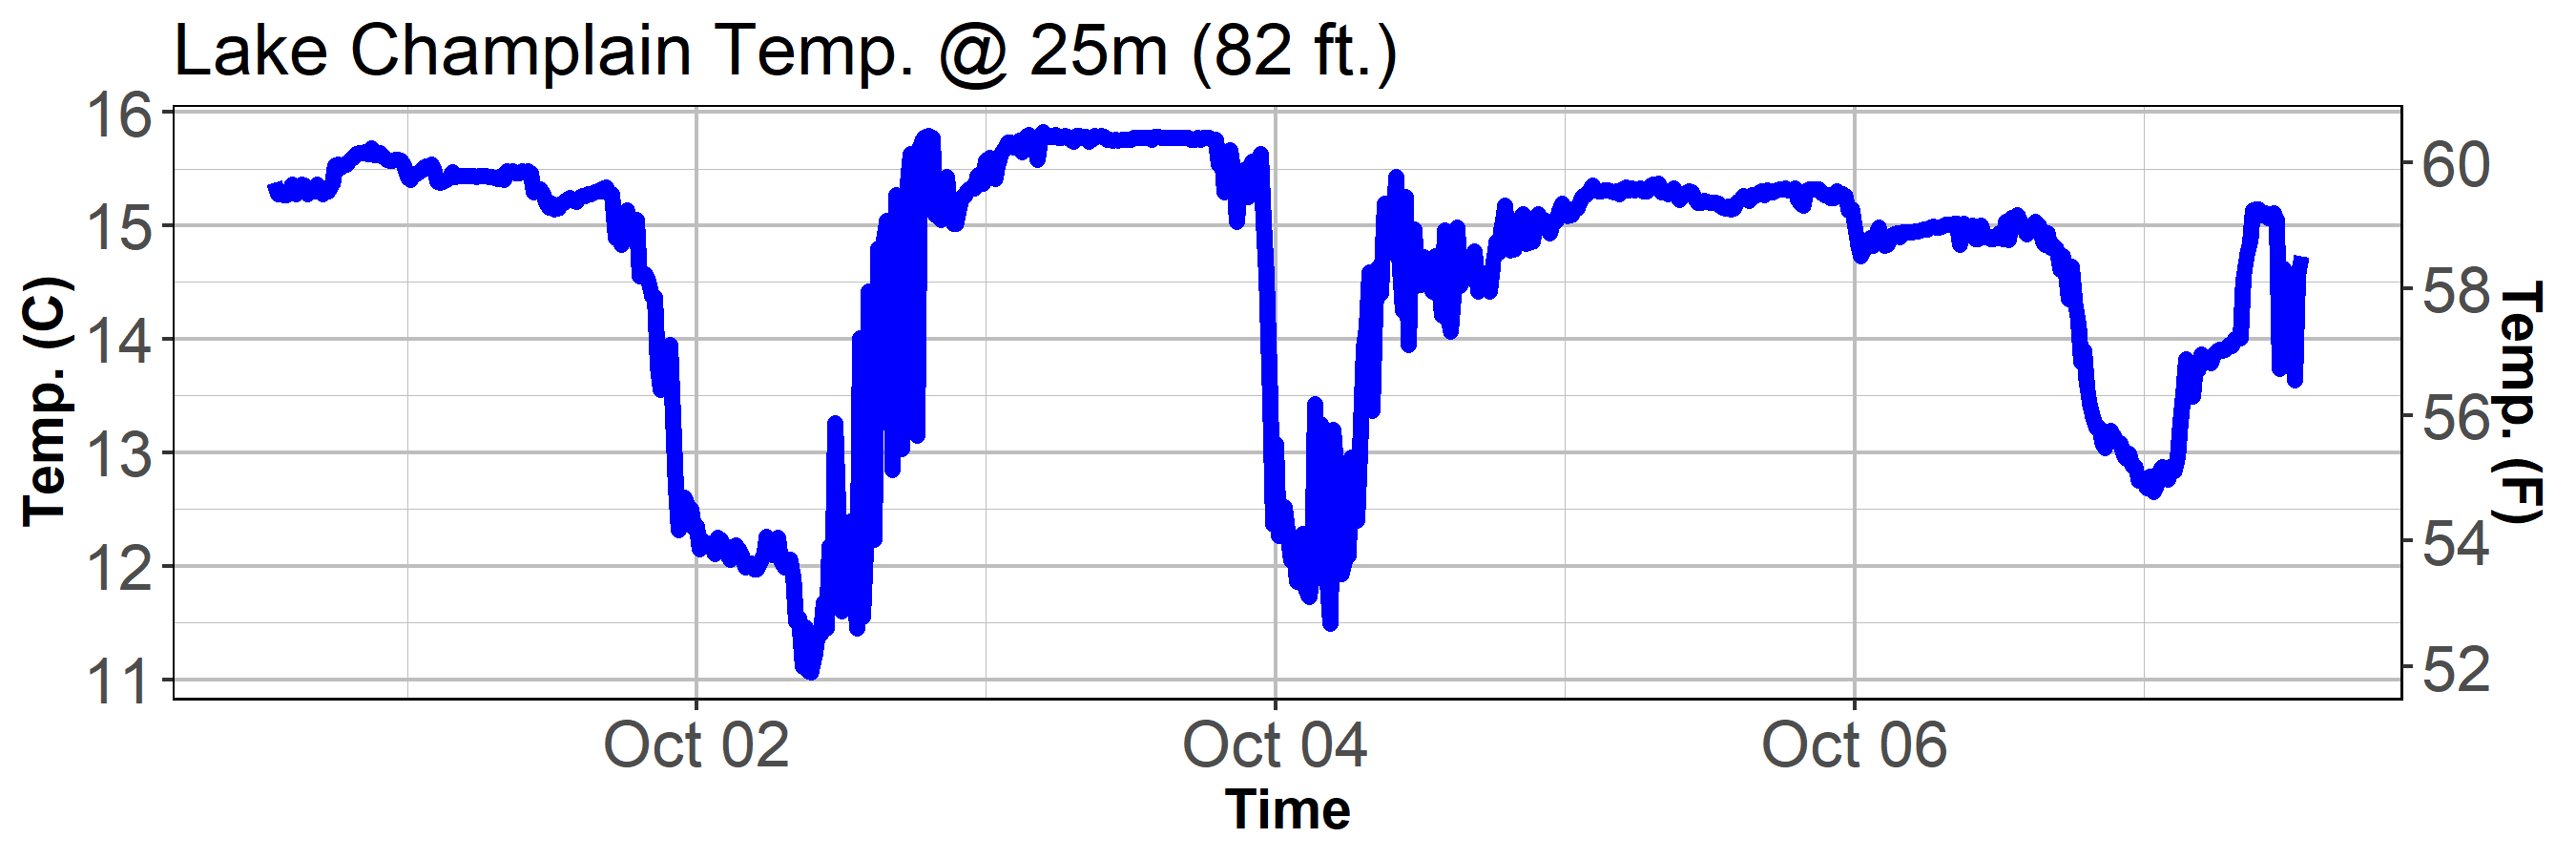 Lake Champlain Temp. @ 25m (82 ft.)
Temp. (C)
16
15
14
13
12
11
60
58
56
54
52
Temp. (F)
Oct 02
Oct 04
Oct 06
Time